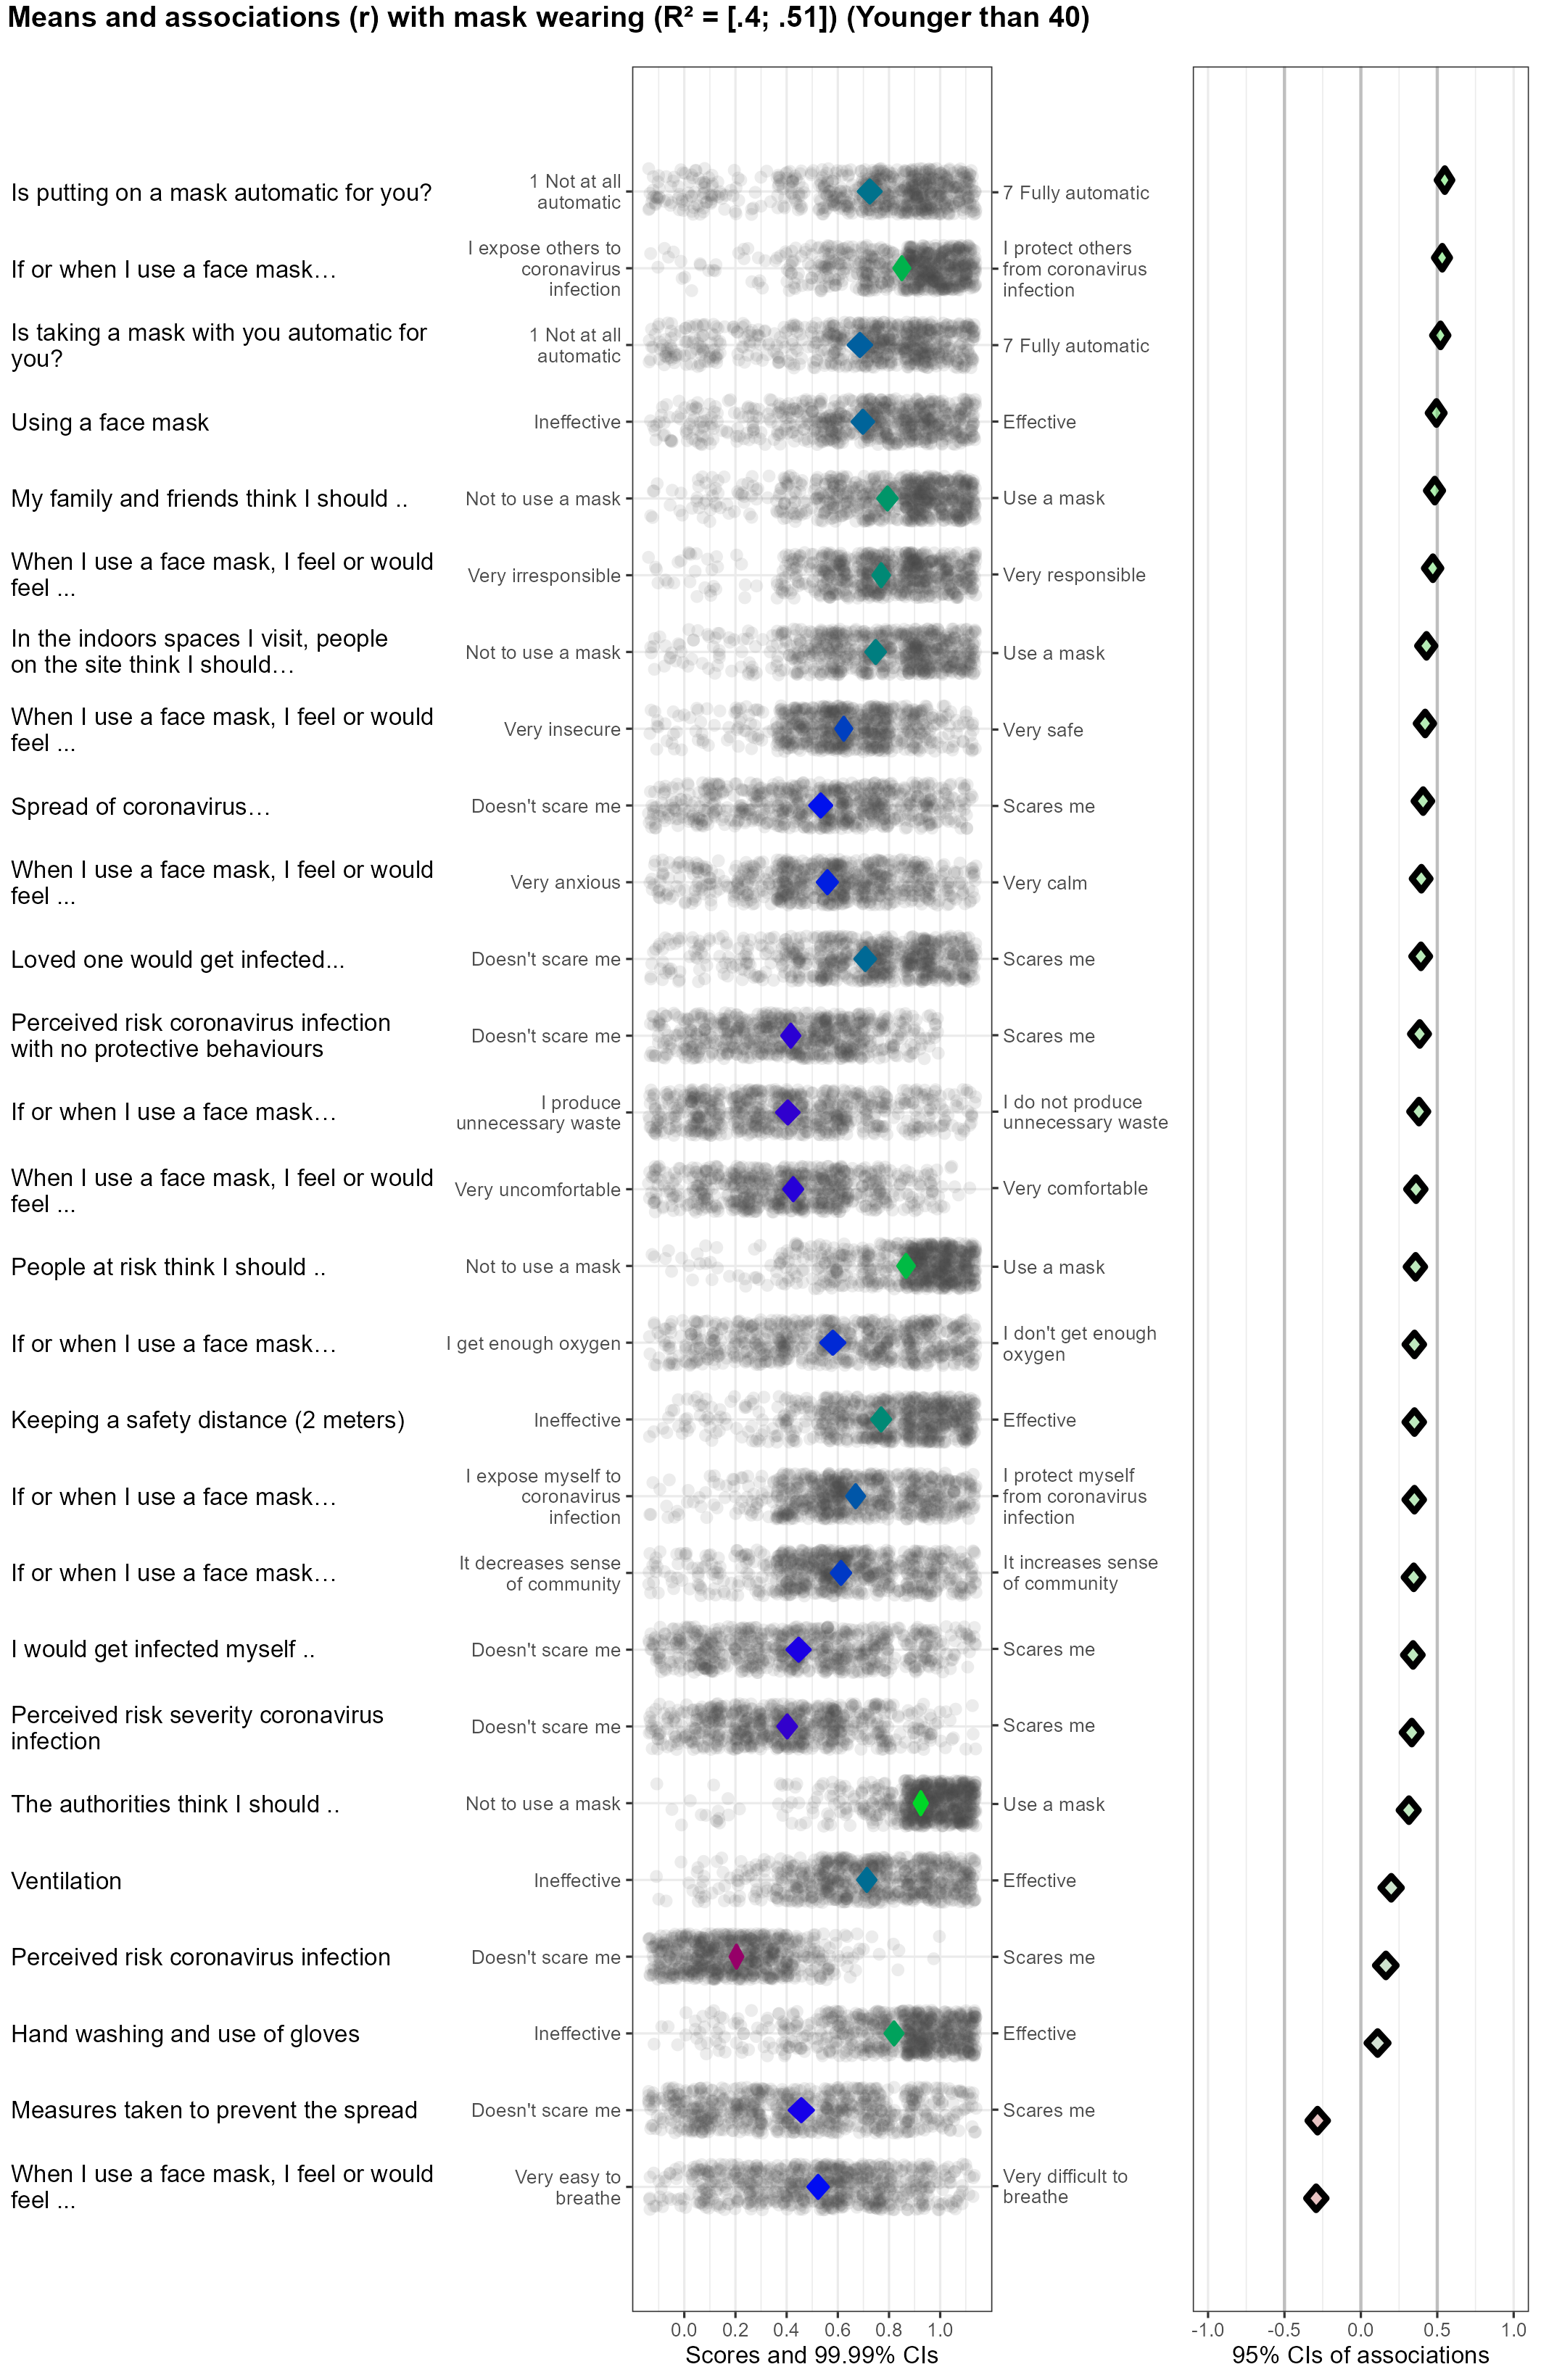 Means and associations (r) with mask wearing (R² = [.4; .51]) (Younger than 40)
Is putting on a mask automatic for you?
1 Not at all
automatic
7 Fully automatic
If or when I use a face mask…
I expose others to
coronavirus
infection
I protect others
from coronavirus
infection
Is taking a mask with you automatic for
you?
1 Not at all
automatic
7 Fully automatic
Using a face mask
Ineffective
Effective
My family and friends think I should ..
Not to use a mask
Use a mask
When I use a face mask, I feel or would
feel ...
Very irresponsible
Very responsible
In the indoors spaces I visit, people
on the site think I should…
Not to use a mask
Use a mask
When I use a face mask, I feel or would
feel ...
Very insecure
Very safe
Spread of coronavirus…
Doesn't scare me
Scares me
When I use a face mask, I feel or would
feel ...
Very anxious
Very calm
Loved one would get infected...
Doesn't scare me
Scares me
Perceived risk coronavirus infection
with no protective behaviours
Doesn't scare me
Scares me
If or when I use a face mask…
I produce
unnecessary waste
I do not produce
unnecessary waste
When I use a face mask, I feel or would
feel ...
Very uncomfortable
Very comfortable
People at risk think I should ..
Not to use a mask
Use a mask
If or when I use a face mask…
I get enough oxygen
I don't get enough
oxygen
Keeping a safety distance (2 meters)
Ineffective
Effective
If or when I use a face mask…
I expose myself to
coronavirus
infection
I protect myself
from coronavirus
infection
If or when I use a face mask…
It decreases sense
of community
It increases sense
of community
I would get infected myself ..
Doesn't scare me
Scares me
Perceived risk severity coronavirus
infection
Doesn't scare me
Scares me
The authorities think I should ..
Not to use a mask
Use a mask
Ventilation
Ineffective
Effective
Perceived risk coronavirus infection
Doesn't scare me
Scares me
Hand washing and use of gloves
Ineffective
Effective
Measures taken to prevent the spread
Doesn't scare me
Scares me
When I use a face mask, I feel or would
feel ...
Very easy to
breathe
Very difficult to
breathe
0.0 0.2 0.4 0.6 0.8 1.0
Scores and 99.99% CIs
-1.0 -0.5 0.0 0.5 1.0
95% CIs of associations